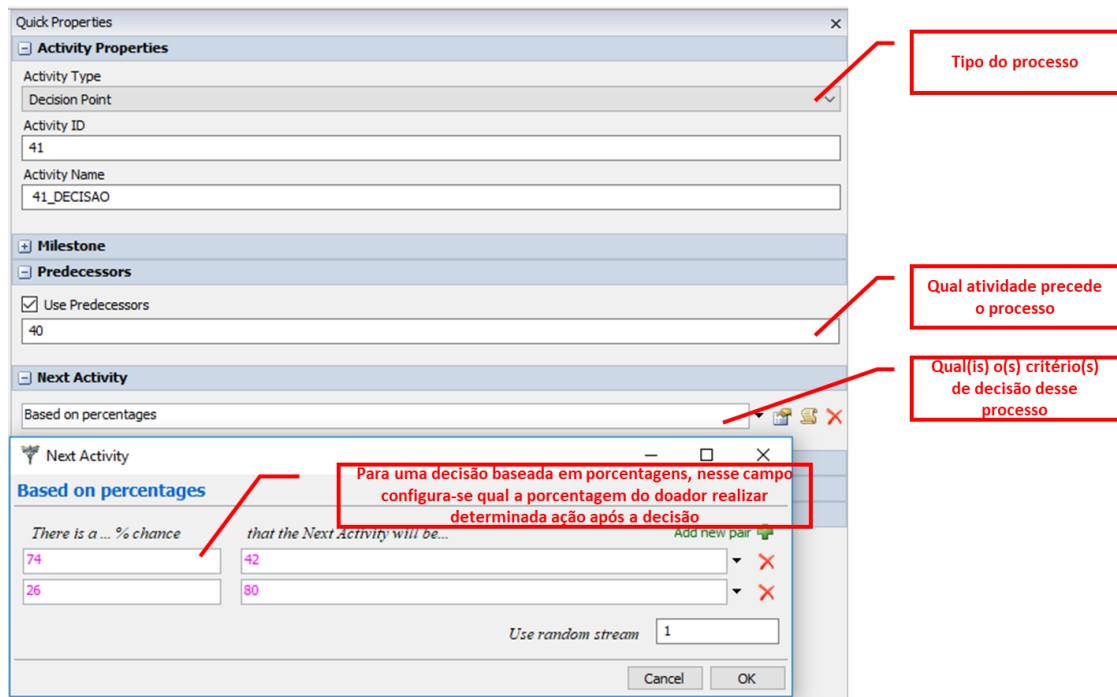 Quick Properties
Activity Properties
Tipo do processo
Activity Type
Decision Point
Activity ID
41
Activity Name
41_DECISAO
Milestone
Predecessors
Use Predecessors
Qual atividade precede
o processo
40
Next Activity
Qual(is) o(s) critério(s)
de decisão desse
processo
Based on percentages
Next Activity
Para uma decisão baseada em porcentagens, nesse campo
configura-se qual a porcentagem do doador realizar
determinada ação após a decisão
Based on percentages
There is a ... % chance
that the Next Activity will be...
Add new pair
74
42
26
80
Use random stream
1
Cancel
OK